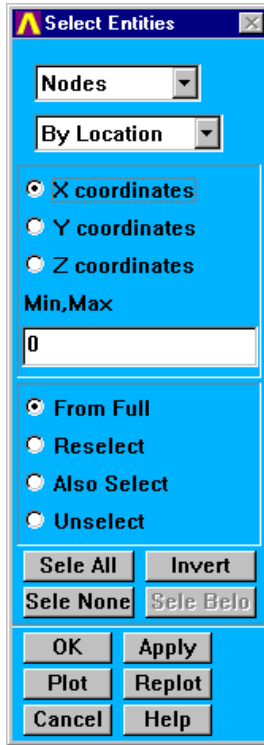 Select Entities
Nodes
By Location
X coordinates
Y coordinates
Z coordinates
Min,Max
0
From Full
Reselect
Also Select
Unselect
Sele All Invert
Sele None Sele Belo
OK Apply
Plot Replot
Cancel Help